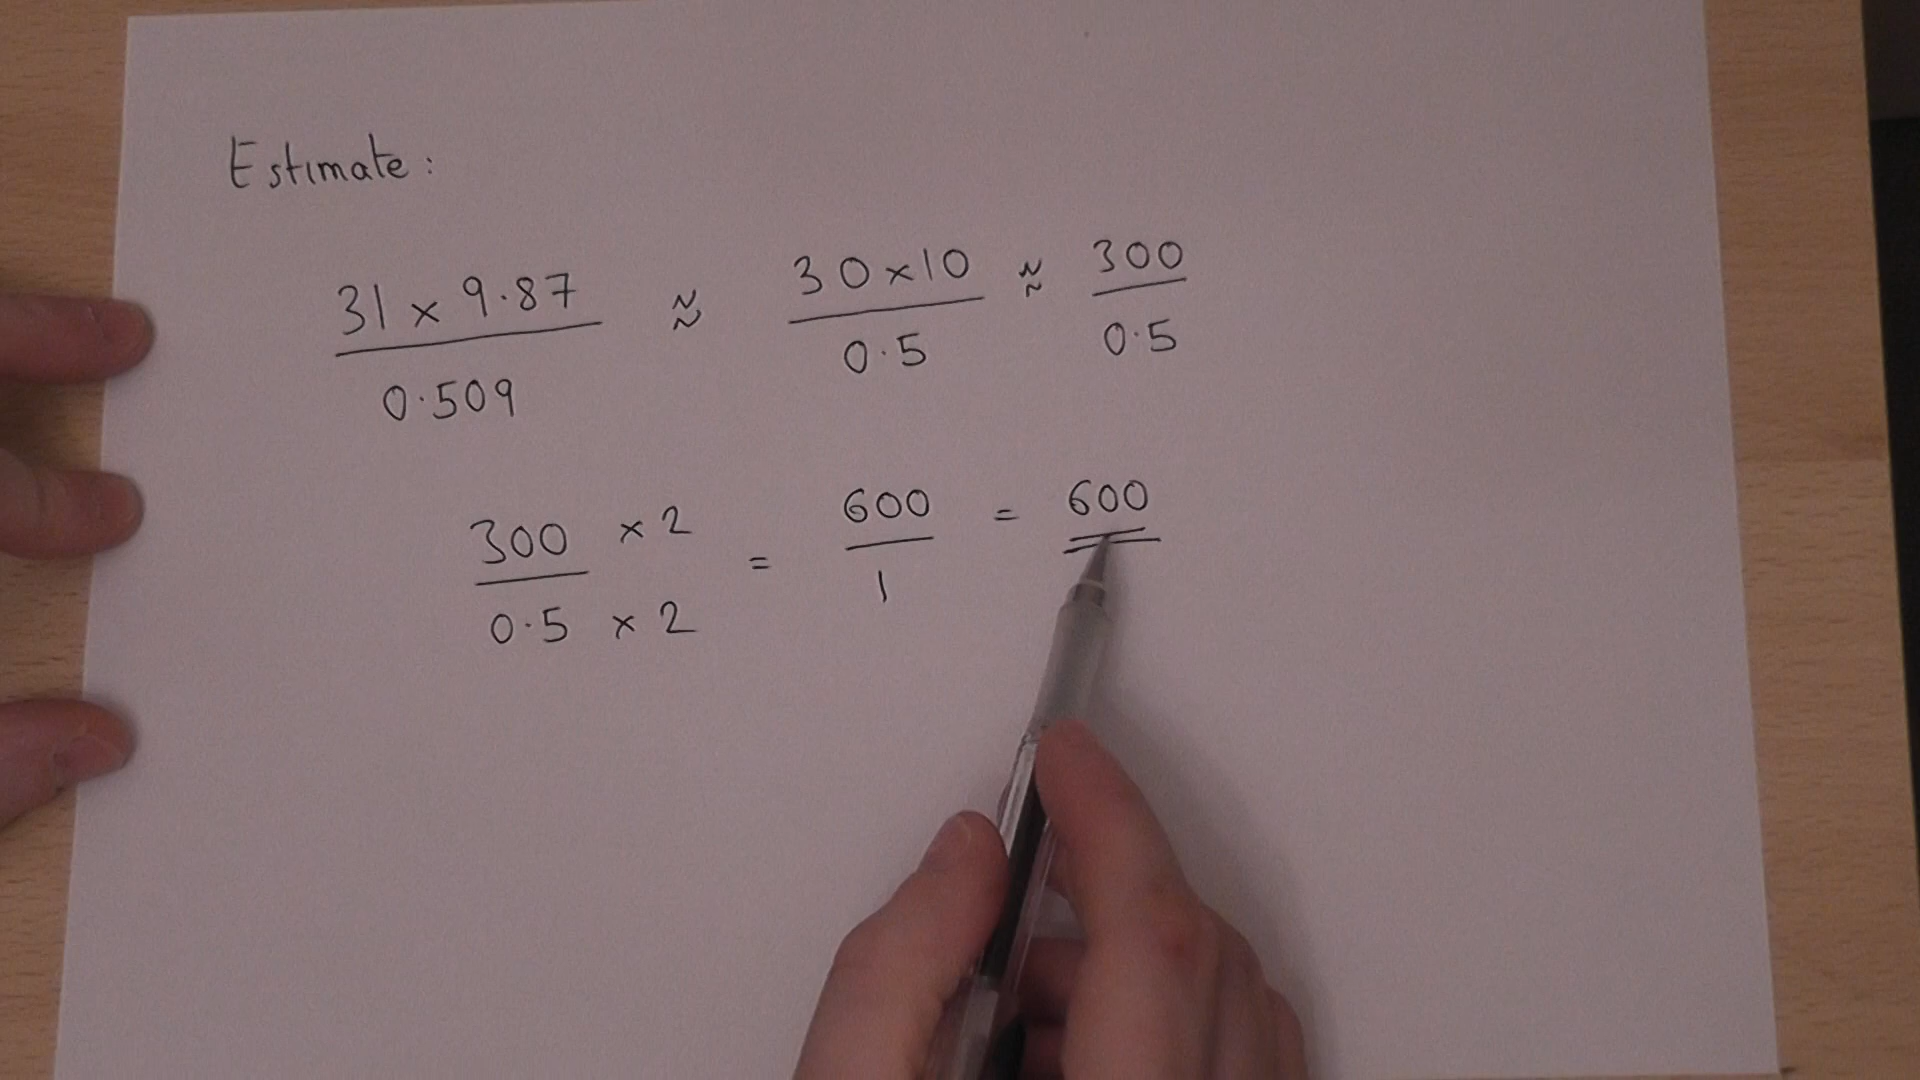 Estimate:
31 × 9·87 ≈ 30×10 ≈ 300
0·509 0·5 0·5
300 × 2 = 600 = 600
0·5 × 2 1